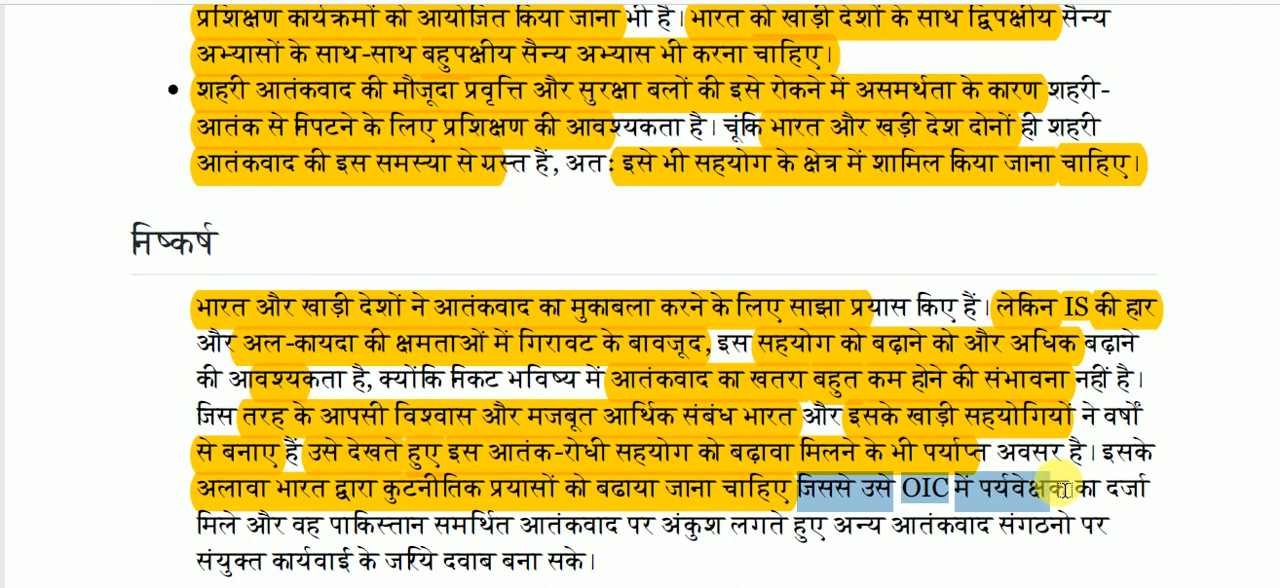 प्रशिक्षण कार्यक्रमों को आयोजित किया जाना भी है। भारत को खाड़ी देशों के साथ द्विपक्षीय सैन्य
अभ्यासों के साथ-साथ बहुपक्षीय सैन्य अभ्यास भी करना चाहिए।
• शहरी आतंकवाद की मौजूदा प्रवृत्ति और सुरक्षा बलों की इसे रोकने में असमर्थता के कारण शहरी-
आतंक से निपटने के लिए प्रशिक्षण की आवश्यकता है। चूंकि भारत और खड़ी देश दोनों ही शहरी
आतंकवाद की इस समस्या से ग्रस्त हैं, अत: इसे भी सहयोग के क्षेत्र में शामिल किया जाना चाहिए।
निष्कर्ष
भारत और खाड़ी देशों ने आतंकवाद का मुकाबला करने के लिए साझा प्रयास किए हैं। लेकिन IS की हार
और अल-कायदा की क्षमताओं में गिरावट के बावजूद, इस सहयोग को बढ़ाने को और अधिक बढ़ाने
की आवश्यकता है, क्योंकि निकट भविष्य में आतंकवाद का खतरा बहुत कम होने की संभावना नहीं है।
जिस तरह के आपसी विश्वास और मजबूत आर्थिक संबंध भारत और इसके खाड़ी सहयोगियों ने वर्षों
से बनाए हैं उसे देखते हुए इस आतंक-रोधी सहयोग को बढ़ावा मिलने के भी पर्याप्त अवसर है। इसके
अलावा भारत द्वारा कुटनीतिक प्रयासों को बढाया जाना चाहिए जिससे उसे OIC में पर्यवेक्षक का दर्जा
मिले और वह पाकिस्तान समर्थित आतंकवाद पर अंकुश लगते हुए अन्य आतंकवाद संगठनो पर
संयुक्त कार्यवाई के जरिये दवाब बना सके।